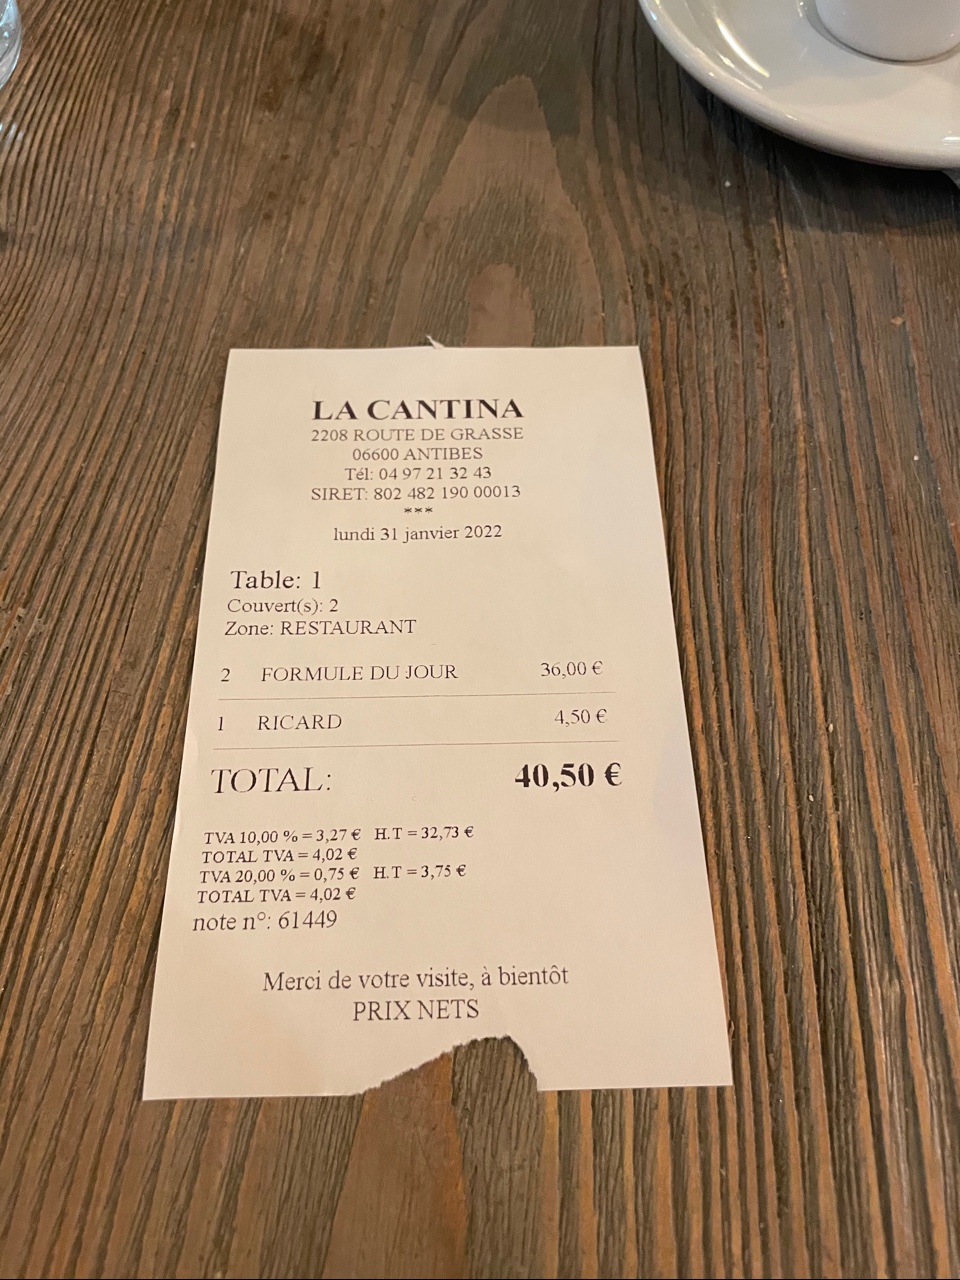 LA CANTINA
2208 ROUTE DE GRASSE
06600 ANTIBES
Tél: 04 97 21 32 43
SIRET: 802 482 190 00013
***
lundi 31 janvier 2022
Table: 1
Couvert(s): 2
Zone: RESTAURANT
2 FORMULE DU JOUR 36,00 €
1 RICARD 4,50 €
TOTAL: 40,50 €
TVA 10,00 % = 3,27 € H.T = 32,73 €
TOTAL TVA = 4,02 €
TVA 20,00 % = 0,75 € H.T = 3,75 €
TOTAL TVA = 4,02 €
note n°: 61449
Merci de votre visite, à bientôt
PRIX NETS